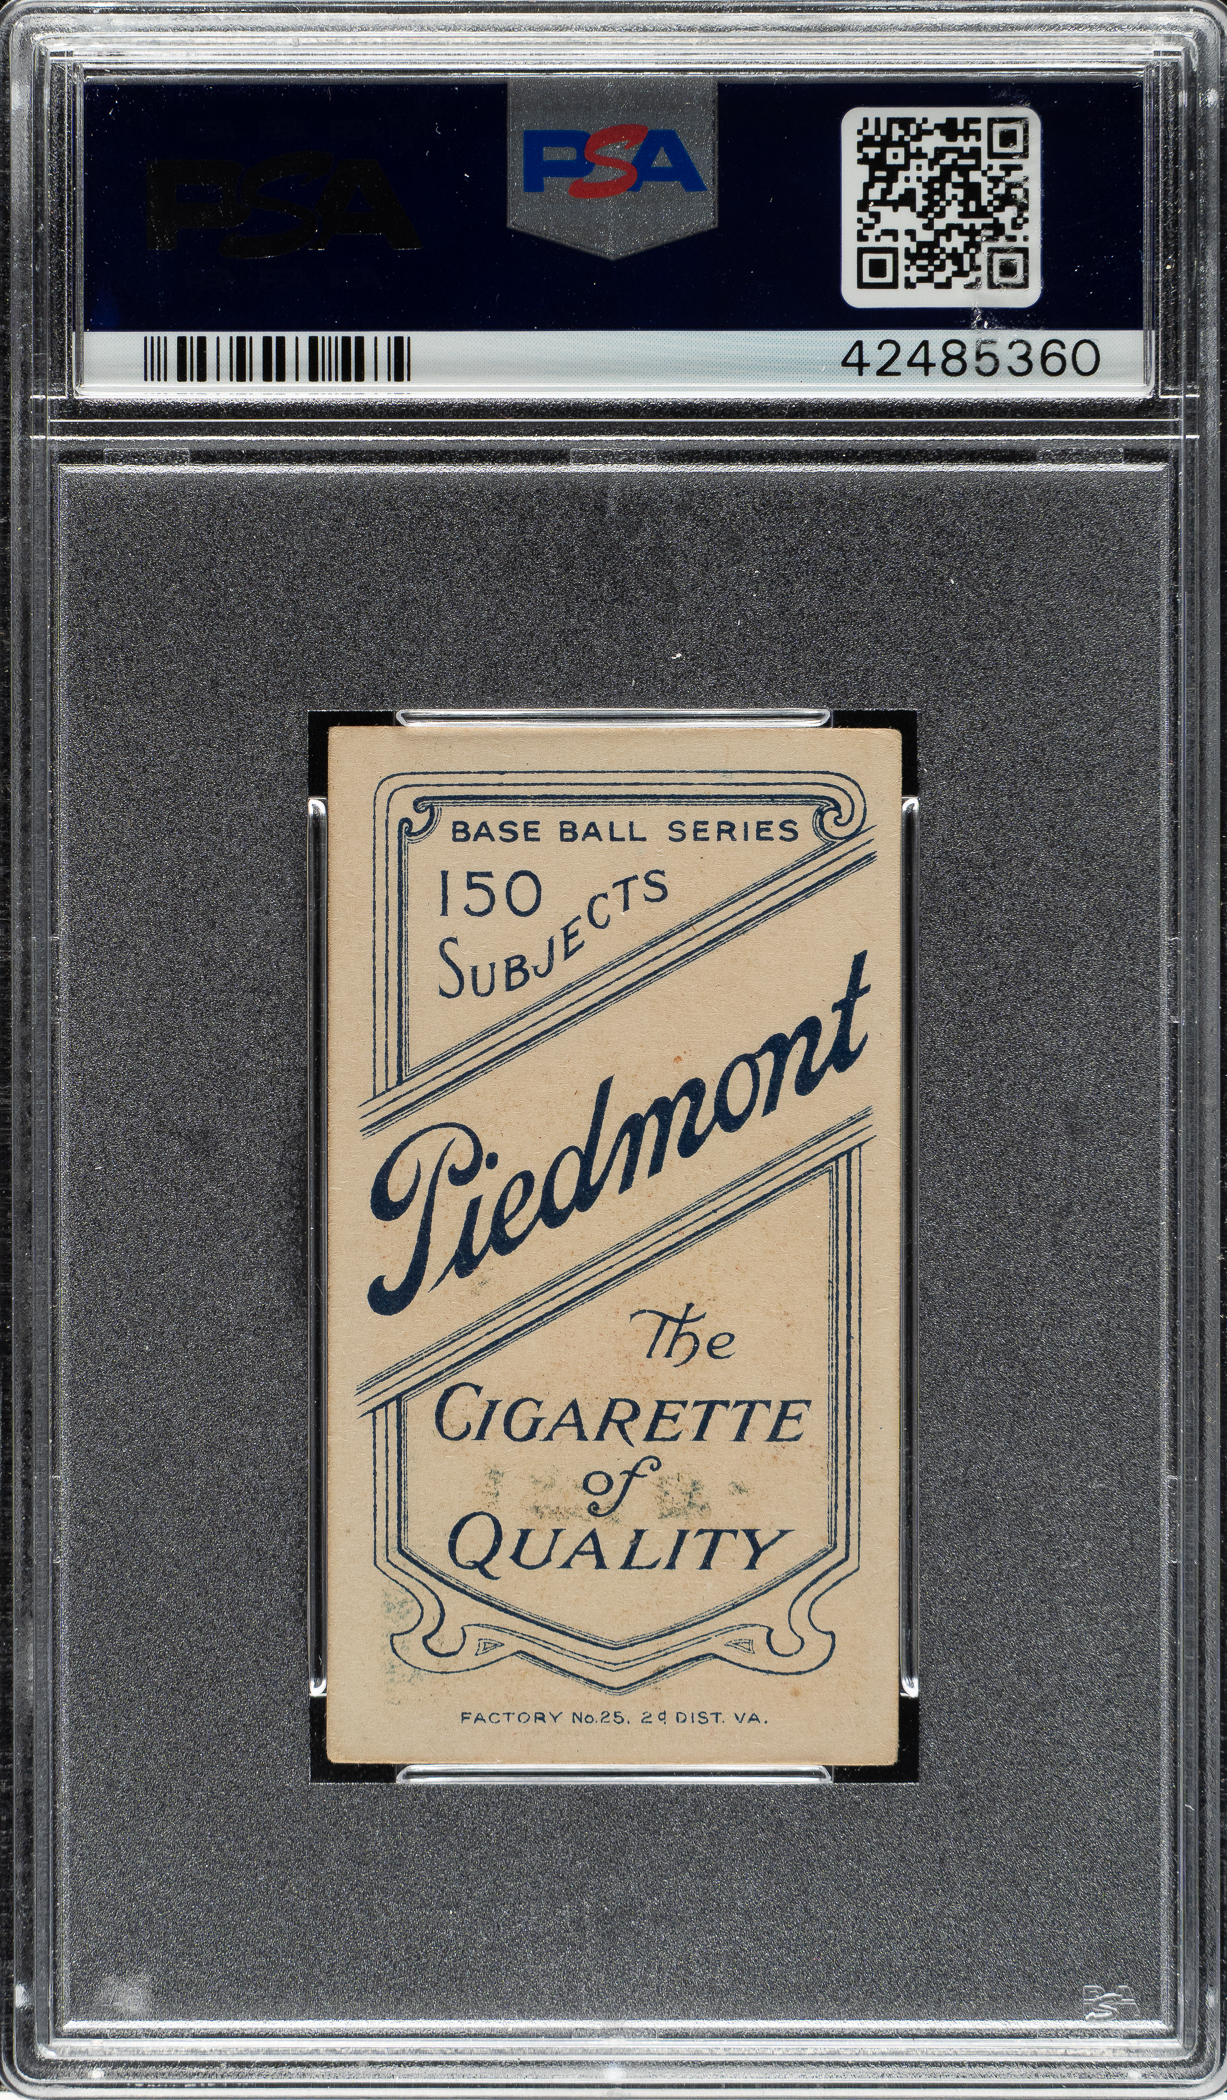 PSA
PSA
42485360
BASE BALL SERIES
150
SUBJECTS
Piedmont
The
CIGARETTE
of
QUALITY
FACTORY No.25, 2d DIST. VA.
PSA